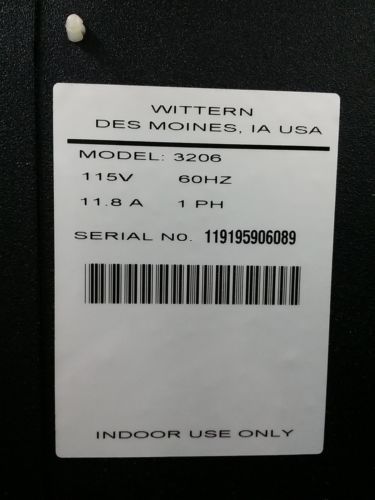 WITTERN
DES MOINES, IA USA
MODEL: 3206
115V 60HZ
11.8 A 1 PH
SERIAL NO. 119195906089
INDOOR USE ONLY